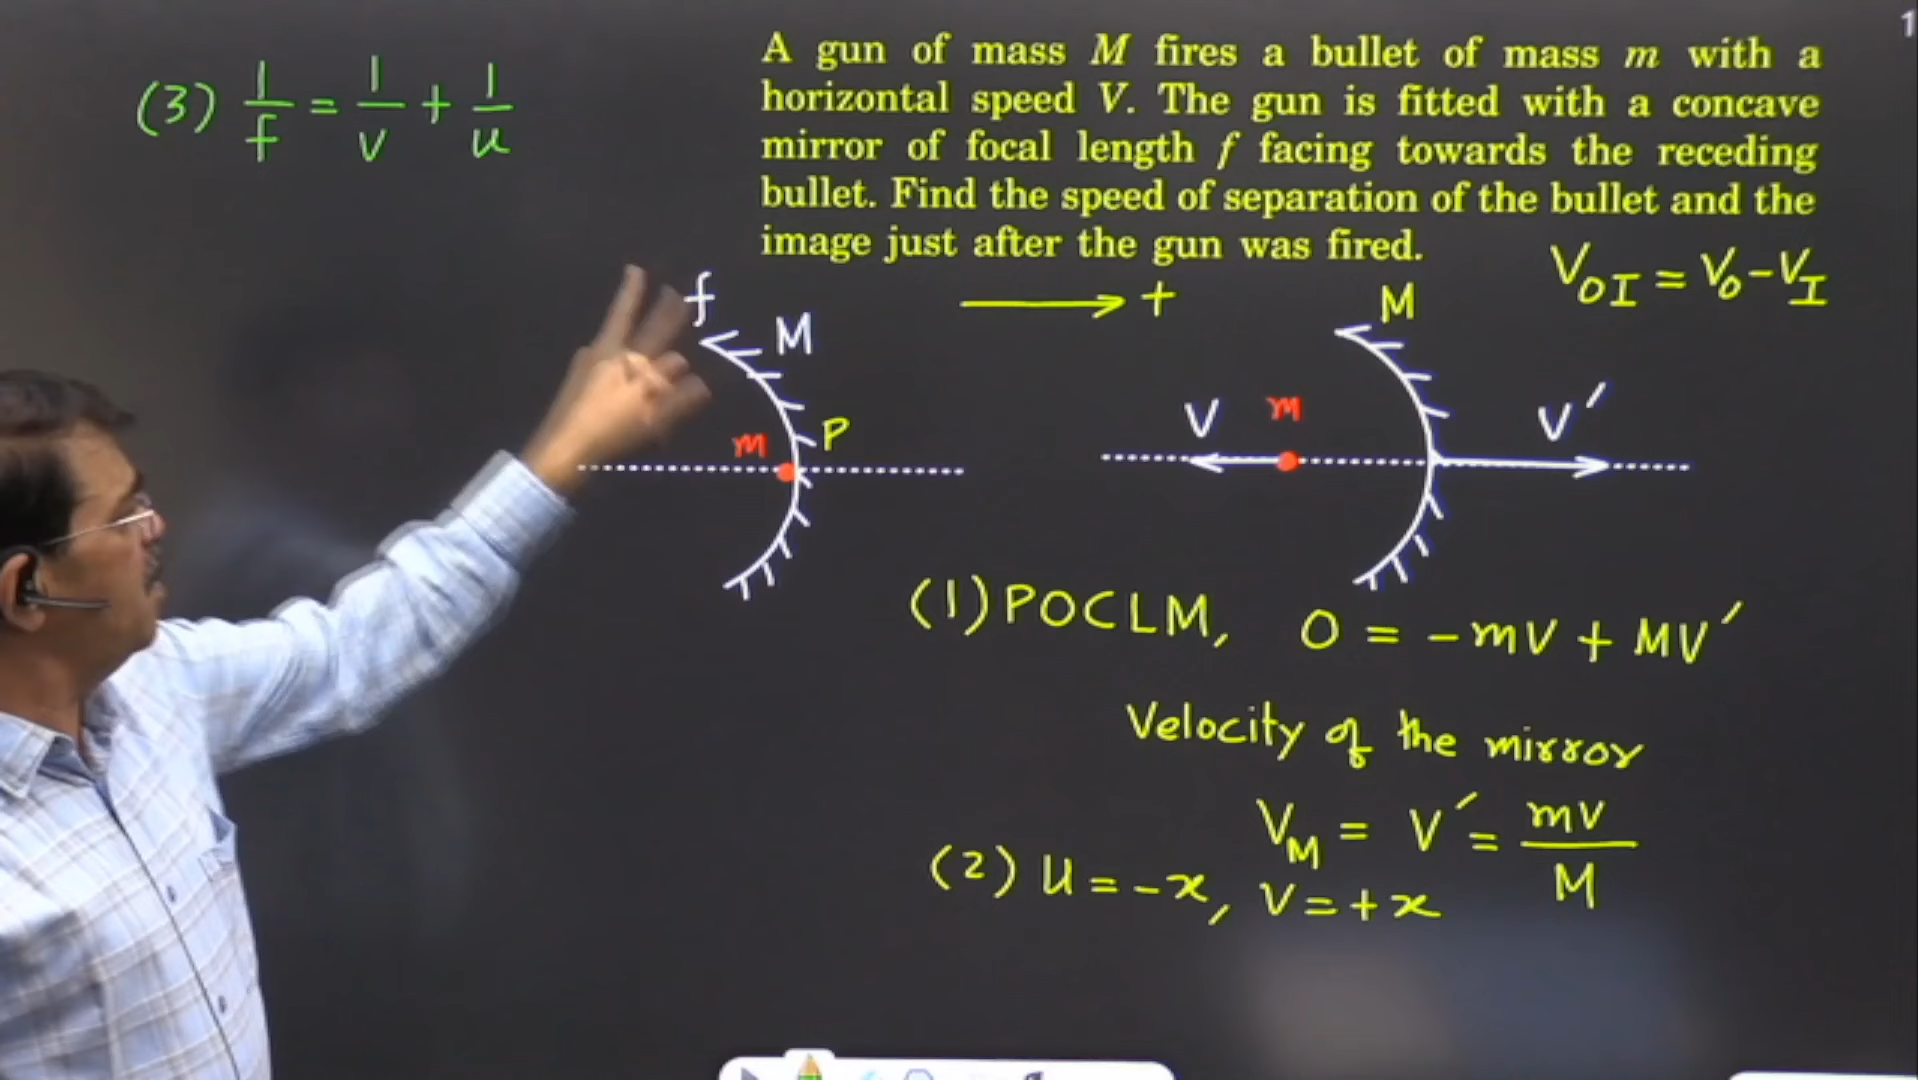 1
(3) 1/f = 1/v + 1/u
A gun of mass M fires a bullet of mass m with a
horizontal speed V. The gun is fitted with a concave
mirror of focal length f facing towards the receding
bullet. Find the speed of separation of the bullet and the
image just after the gun was fired.
V_OI = V_O - V_I
→ +
f
M
m
P
M
V
m
V′
(1) POCLM, 0 = -mV + MV′
Velocity of the mirror
V_M = V′ = mV/M
(2) u = -x, v = +x